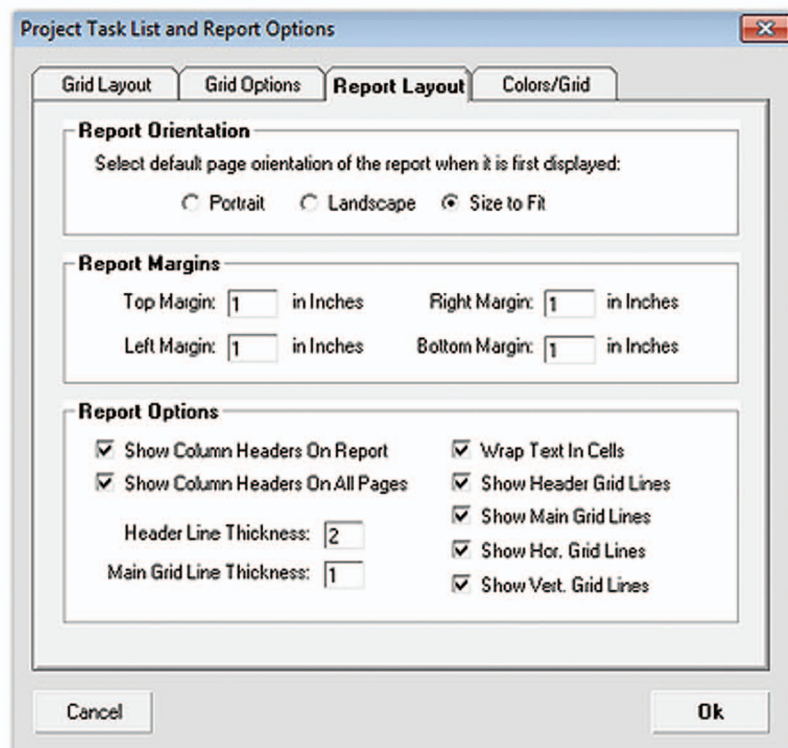 Project Task List and Report Options
Grid Layout Grid Options Report Layout Colors/Grid
Report Orientation
Select default page orientation of the report when it is first displayed:
Portrait Landscape Size to Fit
Report Margins
Top Margin: 1 in Inches Right Margin: 1 in Inches
Left Margin: 1 in Inches Bottom Margin: 1 in Inches
Report Options
Show Column Headers On Report Wrap Text In Cells
Show Column Headers On All Pages Show Header Grid Lines
Show Main Grid Lines
Header Line Thickness: 2
Show Hor. Grid Lines
Main Grid Line Thickness: 1
Show Vert. Grid Lines
Cancel Ok